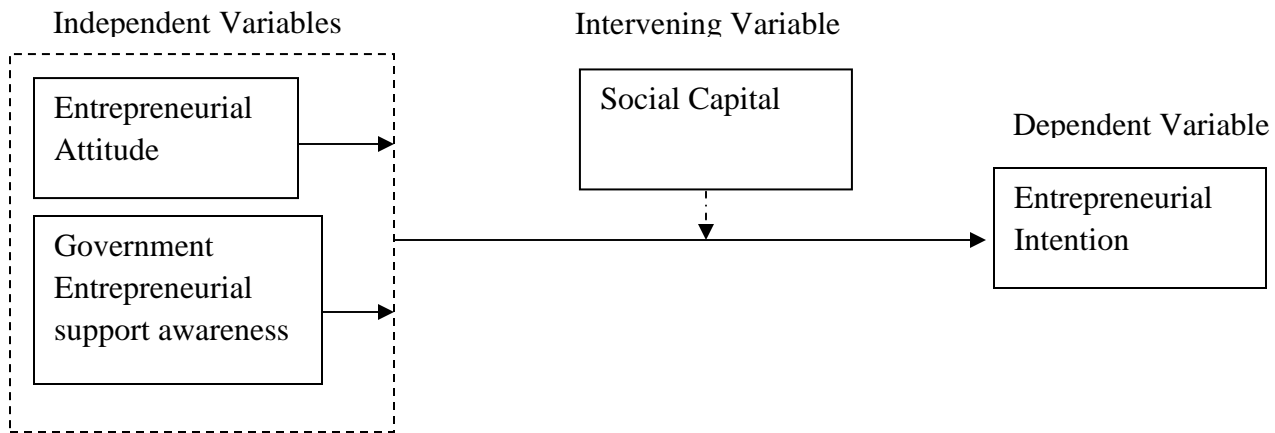 Independent Variables
Entrepreneurial
Attitude
Government
Entrepreneurial
support awareness
Intervening Variable
Social Capital
Dependent Variable
Entrepreneurial
Intention